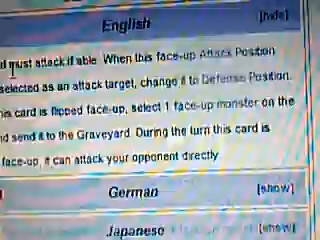 English [hide]
must attack if able. When this face-up Attack Position
selected as an attack target, change it to Defense Position.
his card is flipped face-up, select 1 face-up monster on the
nd send it to the Graveyard. During the turn this card is
face-up, it can attack your opponent directly
German [show]
Japanese [show]